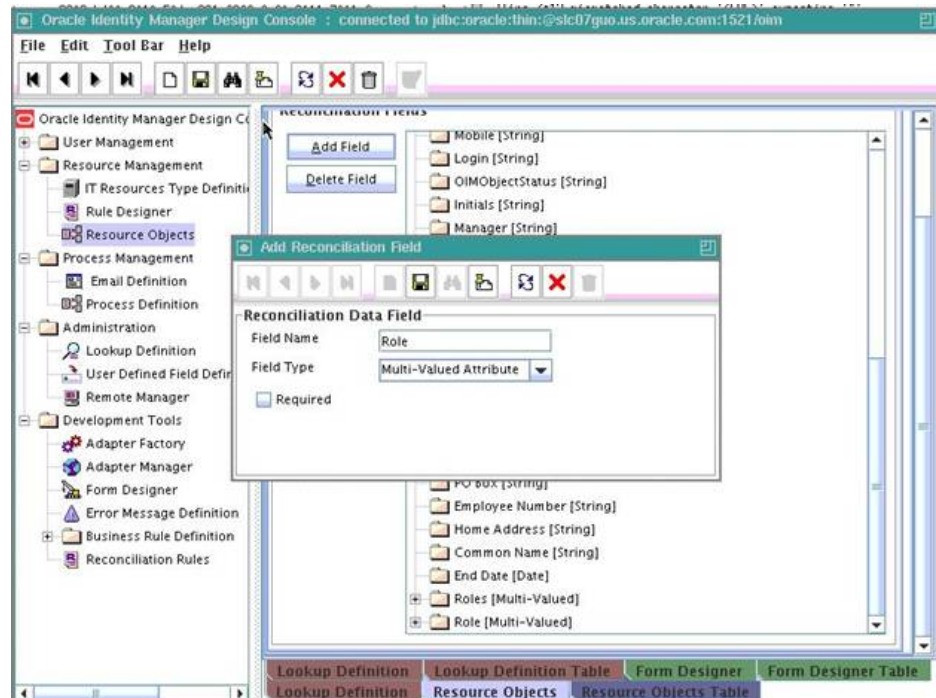 Oracle Identity Manager Design Console : connected to jdbc:oracle:thin:@slc07guo.us.oracle.com:1521/oim
File Edit Tool Bar Help
Oracle Identity Manager Design Co
User Management
Resource Management
IT Resources Type Definiti
Rule Designer
Resource Objects
Process Management
Email Definition
Process Definition
Administration
Lookup Definition
User Defined Field Defin
Remote Manager
Development Tools
Adapter Factory
Adapter Manager
Form Designer
Error Message Definition
Business Rule Definition
Reconciliation Rules
Reconciliation Fields
Add Field
Delete Field
Mobile [String]
Login [String]
OIMObjectStatus [String]
Initials [String]
Manager [String]
Add Reconciliation Field
Reconciliation Data Field
Field Name
Role
Field Type
Multi-Valued Attribute
Required
PO Box [String]
Employee Number [String]
Home Address [String]
Common Name [String]
End Date [Date]
Roles [Multi-Valued]
Role [Multi-Valued]
Lookup Definition Lookup Definition Table Form Designer Form Designer Table
Lookup Definition Resource Objects Resource Objects Table